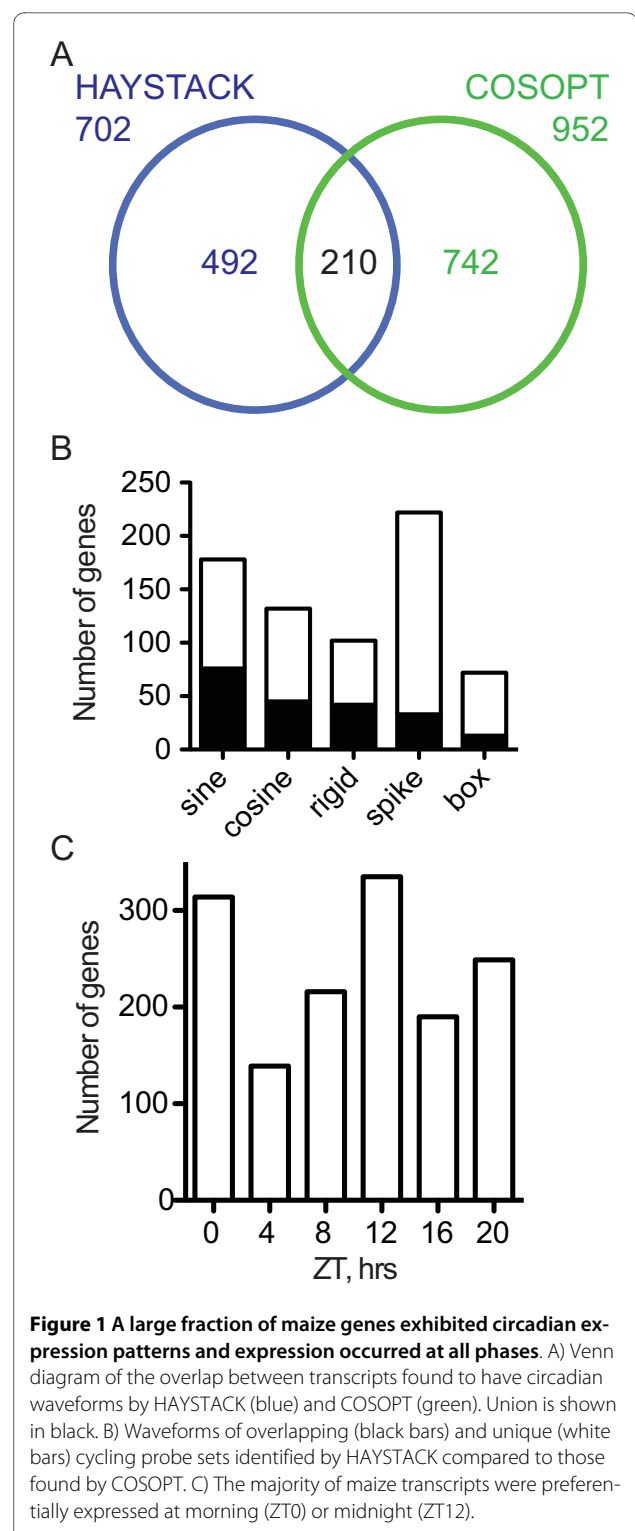 A
HAYSTACK
702
COSOPT
952
492
210
742
B
Number of genes
250
200
150
100
50
0
sine
cosine
rigid
spike
box
C
Number of genes
300
200
100
0
0
4
8
12
16
20
ZT, hrs
Figure 1 A large fraction of maize genes exhibited circadian ex-
pression patterns and expression occurred at all phases. A) Venn
diagram of the overlap between transcripts found to have circadian
waveforms by HAYSTACK (blue) and COSOPT (green). Union is shown
in black. B) Waveforms of overlapping (black bars) and unique (white
bars) cycling probe sets identified by HAYSTACK compared to those
found by COSOPT. C) The majority of maize transcripts were preferen-
tially expressed at morning (ZT0) or midnight (ZT12).